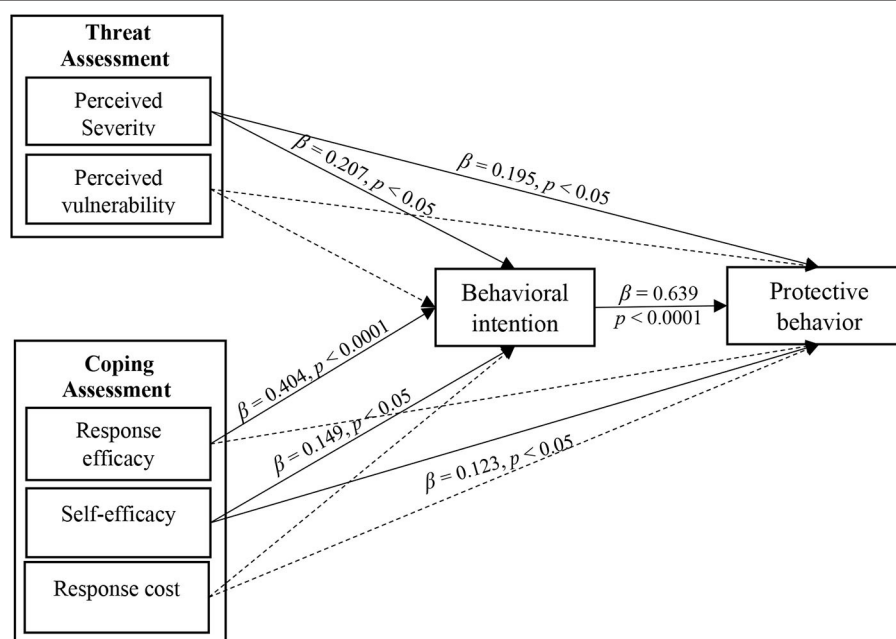 Threat
Assessment
Perceived
Severity
Perceived
vulnerability
β = 0.207, p < 0.05
β = 0.195, p < 0.05
Behavioral
intention
β = 0.639
p < 0.0001
Protective
behavior
Coping
Assessment
Response
efficacy
Self-efficacy
Response cost
β = 0.404, p < 0.0001
β = 0.149, p < 0.05
β = 0.123, p < 0.05